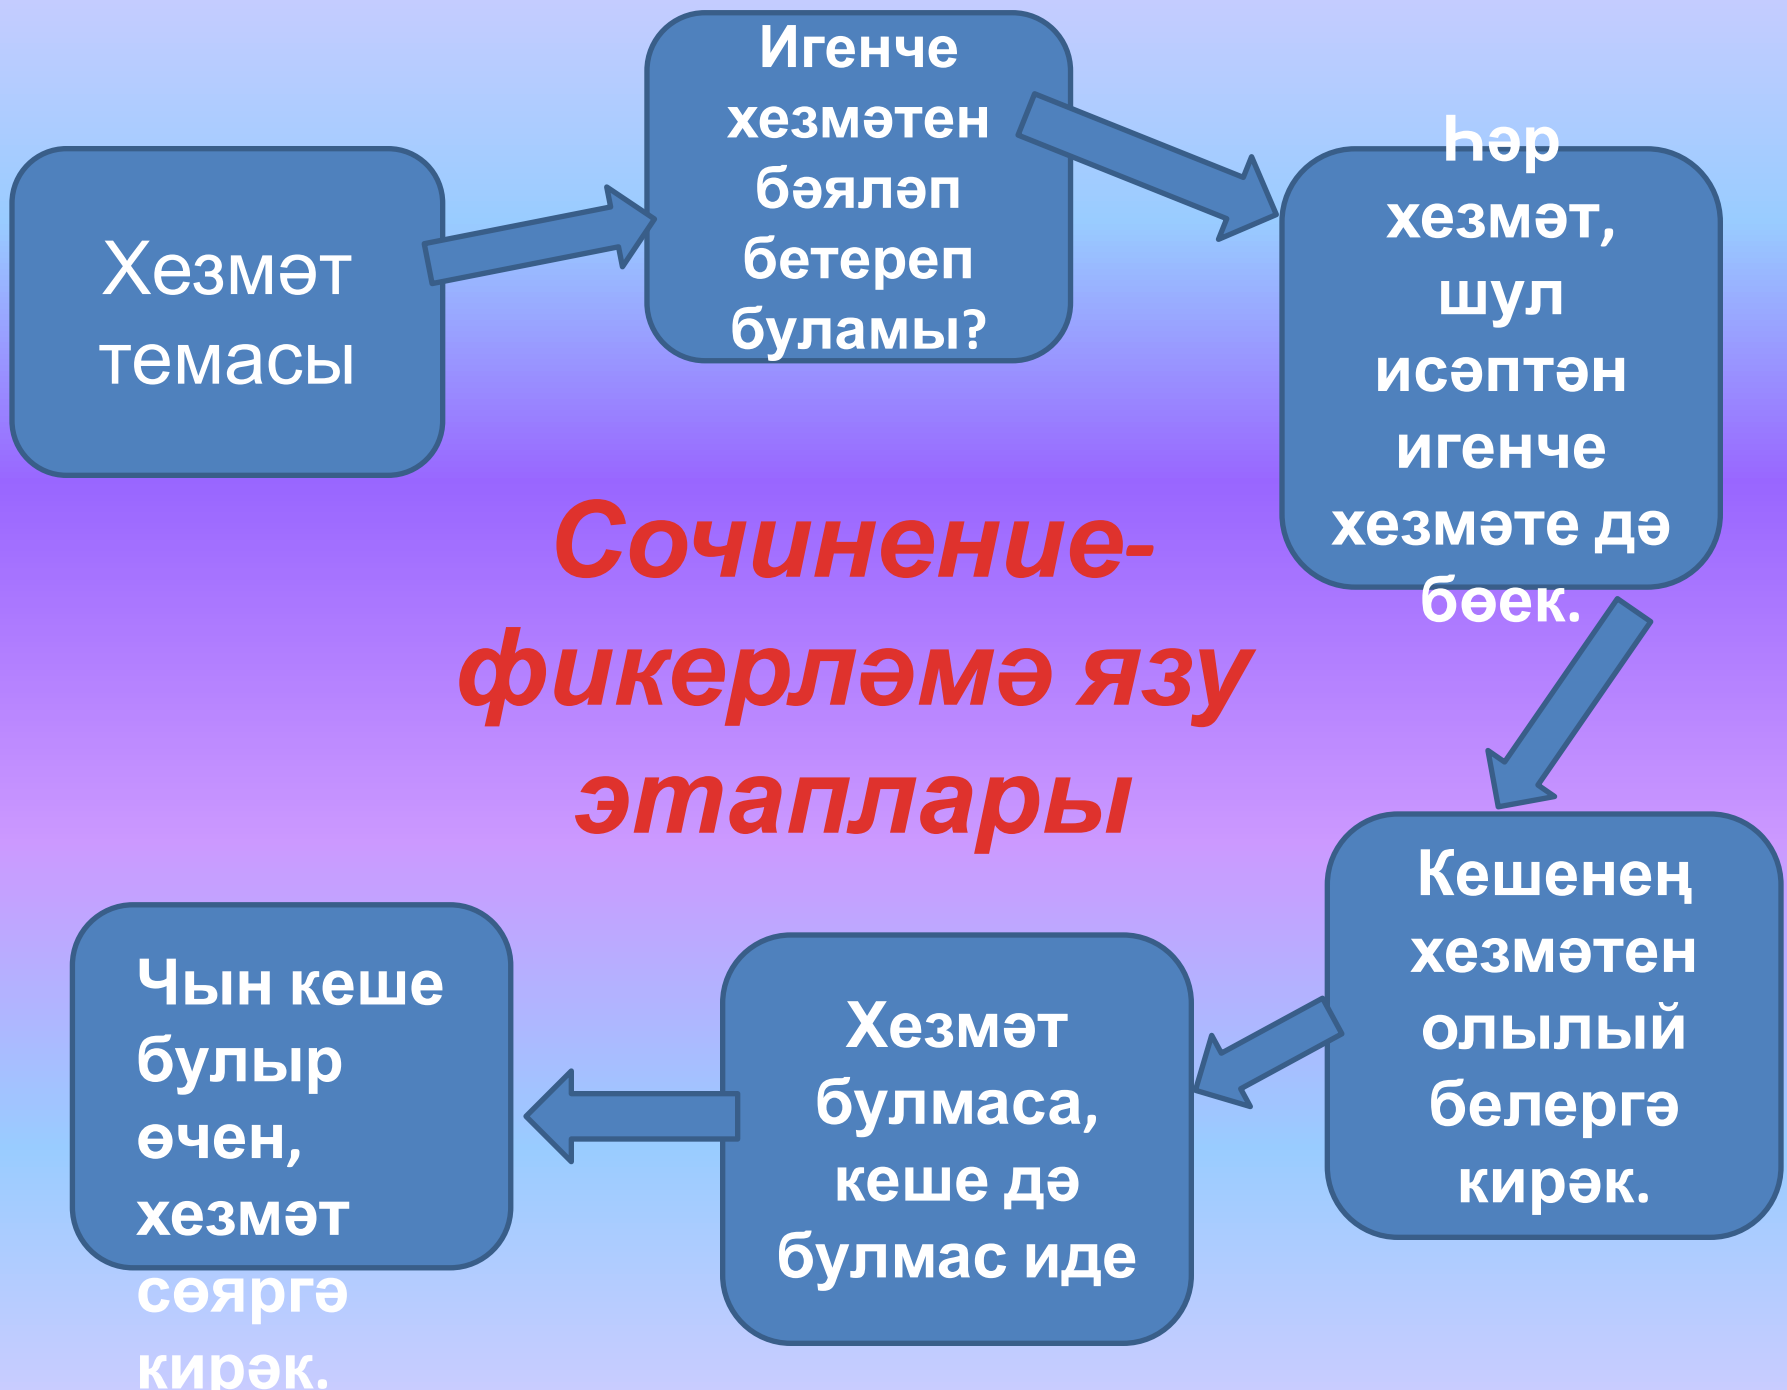 Хезмәт
темасы
Игенче
хезмәтен
бәяләп
бетереп
буламы?
Һәр
хезмәт,
шул
исәптән
игенче
хезмәте дә
бөек.
Сочинение-
фикерләмә язу
этаплары
Кешенең
хезмәтен
олылый
белергә
кирәк.
Хезмәт
булмаса,
кеше дә
булмас иде
Чын кеше
булыр
өчен,
хезмәт
сөяргә
кирәк.